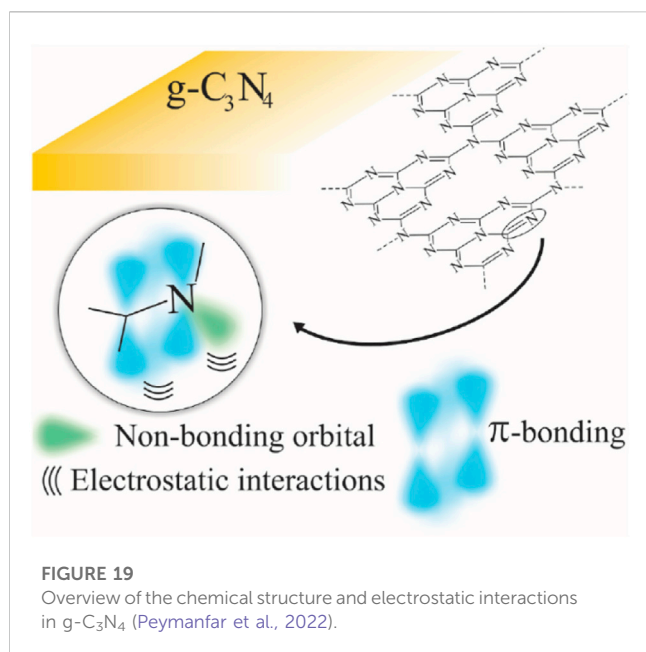 g-C₃N₄
N
Non-bonding orbital
Electrostatic interactions
π-bonding
FIGURE 19
Overview of the chemical structure and electrostatic interactions
in g-C₃N₄ (Peymanfar et al., 2022).